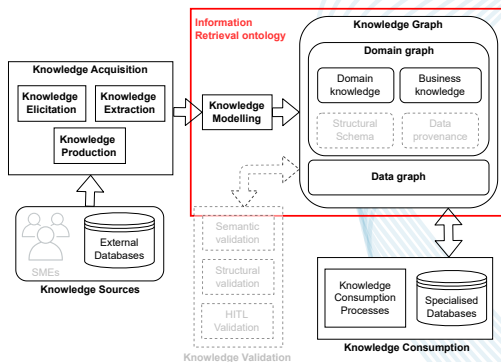 Information
Retrieval ontology
Knowledge Graph
Domain graph
Domain
knowledge
Business
knowledge
Structural
Schema
Data
provenance
Data graph
Knowledge Acquisition
Knowledge
Elicitation
Knowledge
Extraction
Knowledge
Production
Knowledge
Modelling
SMEs
External
Databases
Knowledge Sources
Semantic
validation
Structural
validation
HITL
Validation
Knowledge Validation
Knowledge
Consumption
Processes
Specialised
Databases
Knowledge Consumption